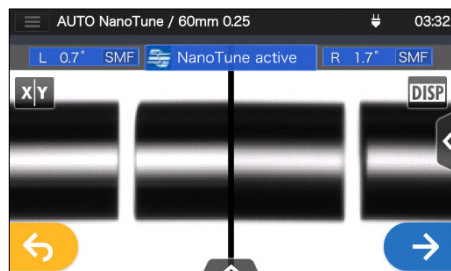 AUTO NanoTune / 60mm 0.25 03:32
L 0.7° SMF NanoTune active R 1.7° SMF
X Y DISP